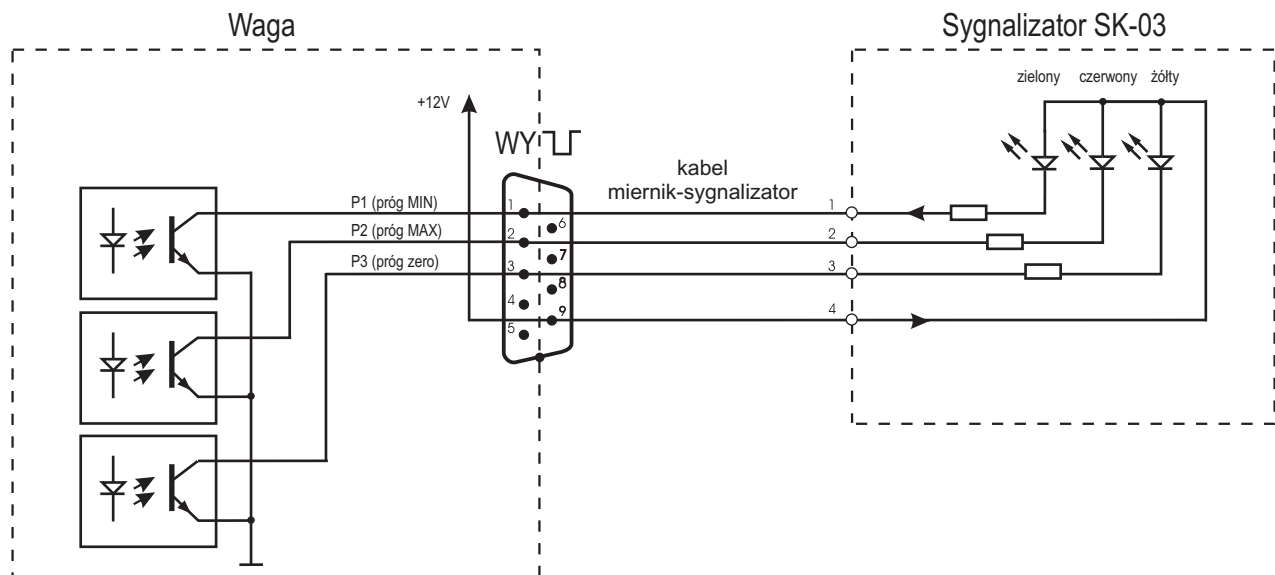 Waga
Sygnalizator SK-03
zielony czerwony żółty
+12V
WY
kabel
miernik-sygnalizator
P1 (próg MIN)
1
6
1
P2 (próg MAX)
2
7
2
P3 (próg zero)
3
8
3
4
9
4
5